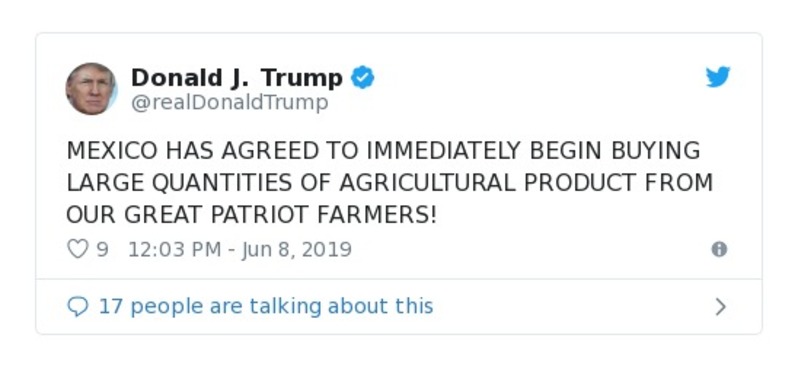 Donald J. Trump
@realDonaldTrump
MEXICO HAS AGREED TO IMMEDIATELY BEGIN BUYING
LARGE QUANTITIES OF AGRICULTURAL PRODUCT FROM
OUR GREAT PATRIOT FARMERS!
9 12:03 PM - Jun 8, 2019
17 people are talking about this